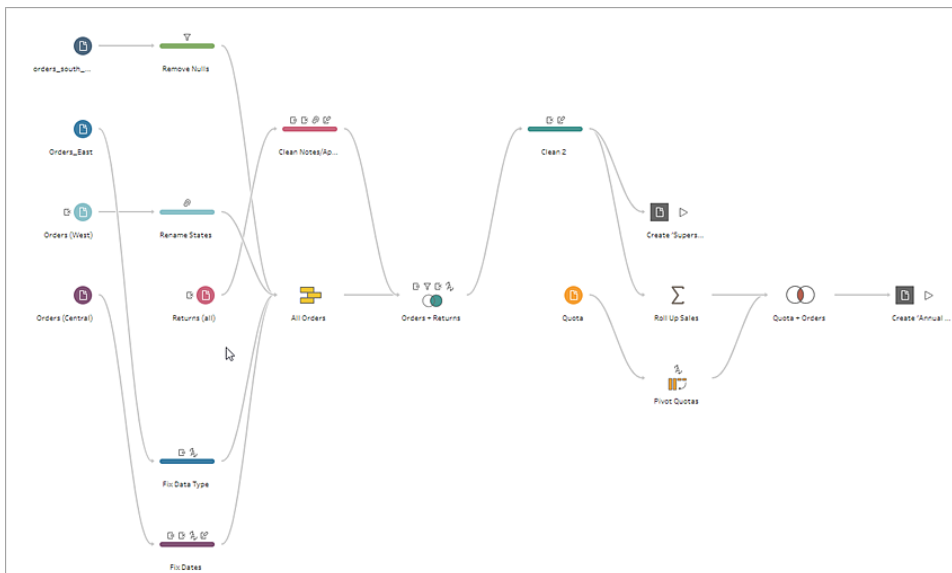 orders_south_...
Remove Nulls
Orders_East
Clean Notes/Ap...
Clean 2
Orders (West)
Rename States
Create 'Supers...
Orders (Central)
Returns (all)
All Orders
Orders + Returns
Quota
Roll Up Sales
Quota + Orders
Create 'Annual ...
Pivot Quotas
Fix Data Type
Fix Dates